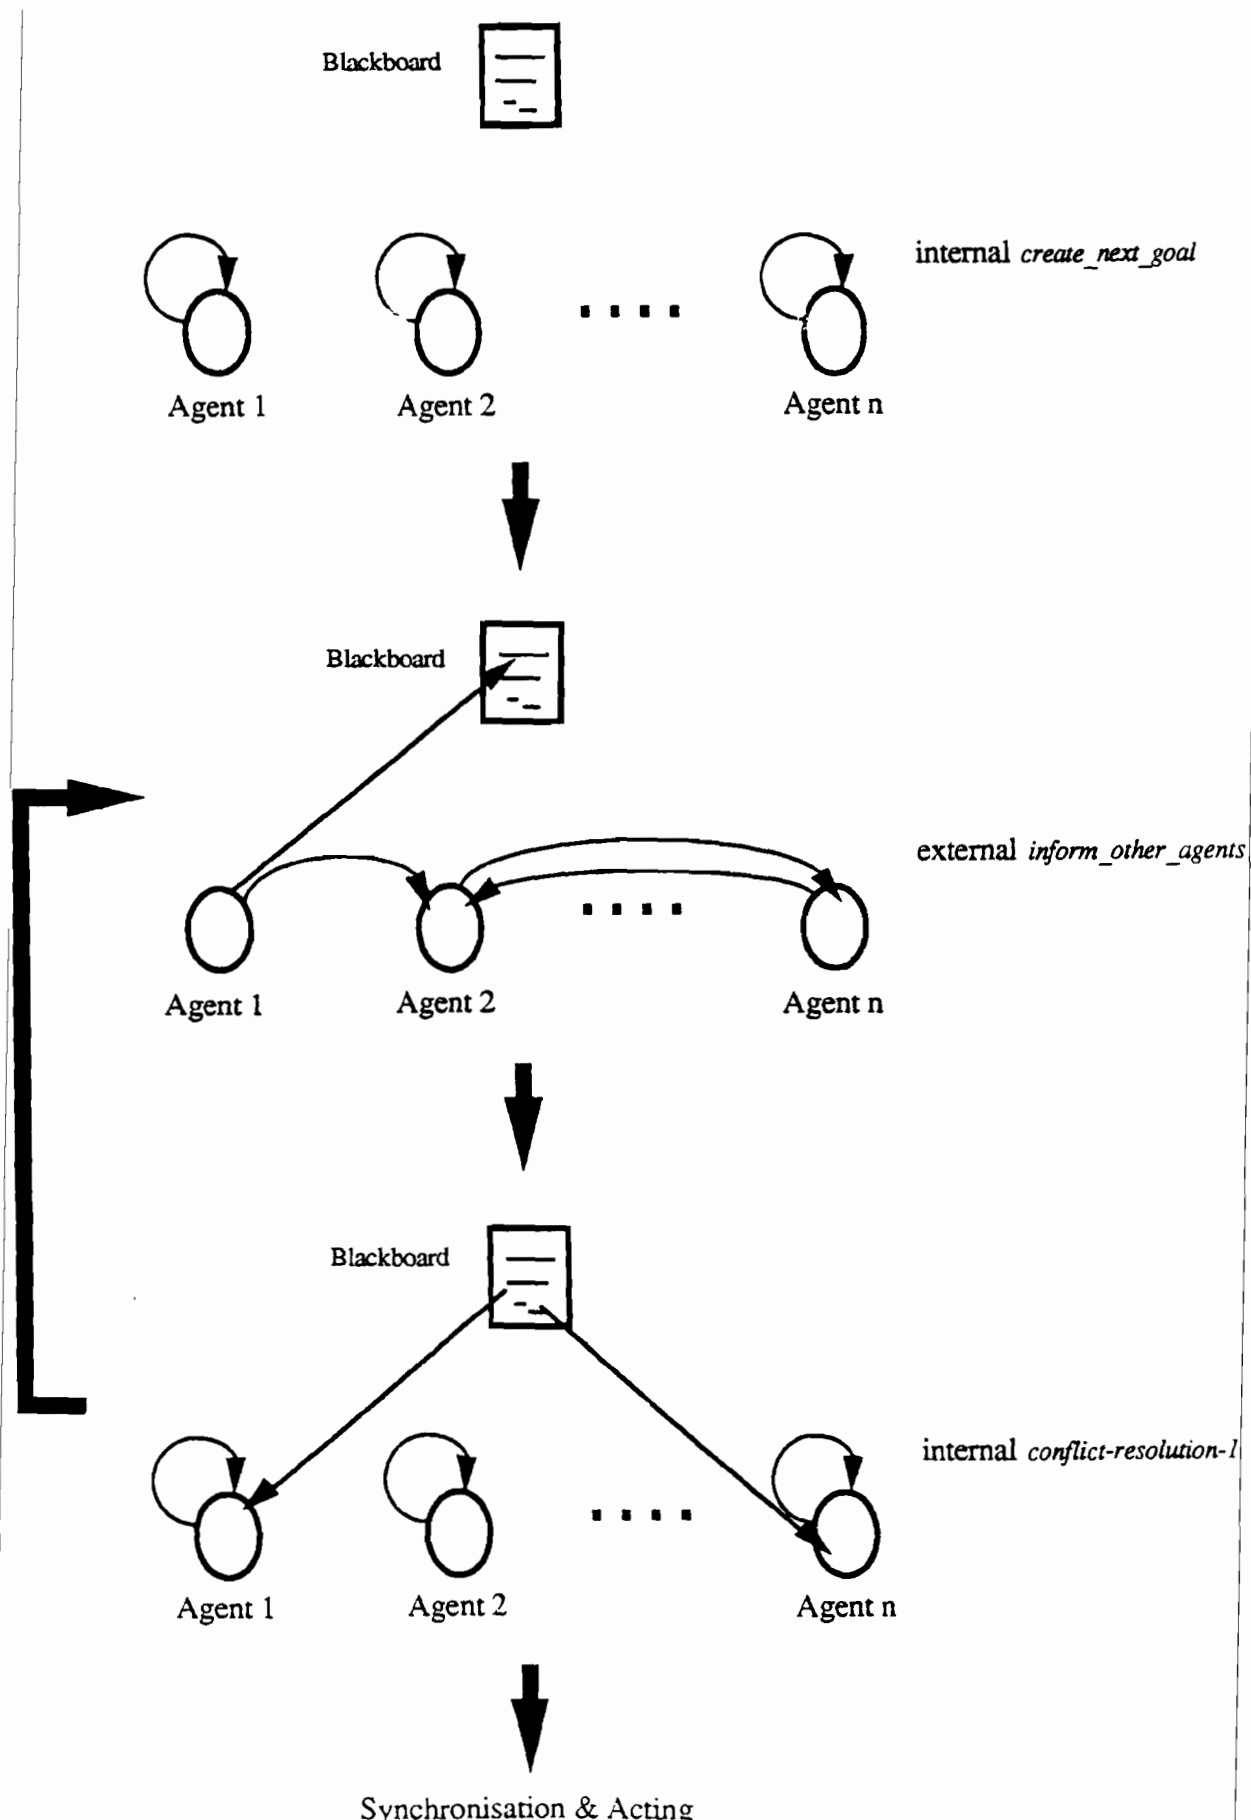 Blackboard
internal create_next_goal
Agent 1
Agent 2
Agent n
Blackboard
external inform_other_agents
Agent 1
Agent 2
Agent n
Blackboard
internal conflict-resolution-1
Agent 1
Agent 2
Agent n
Synchronisation & Acting